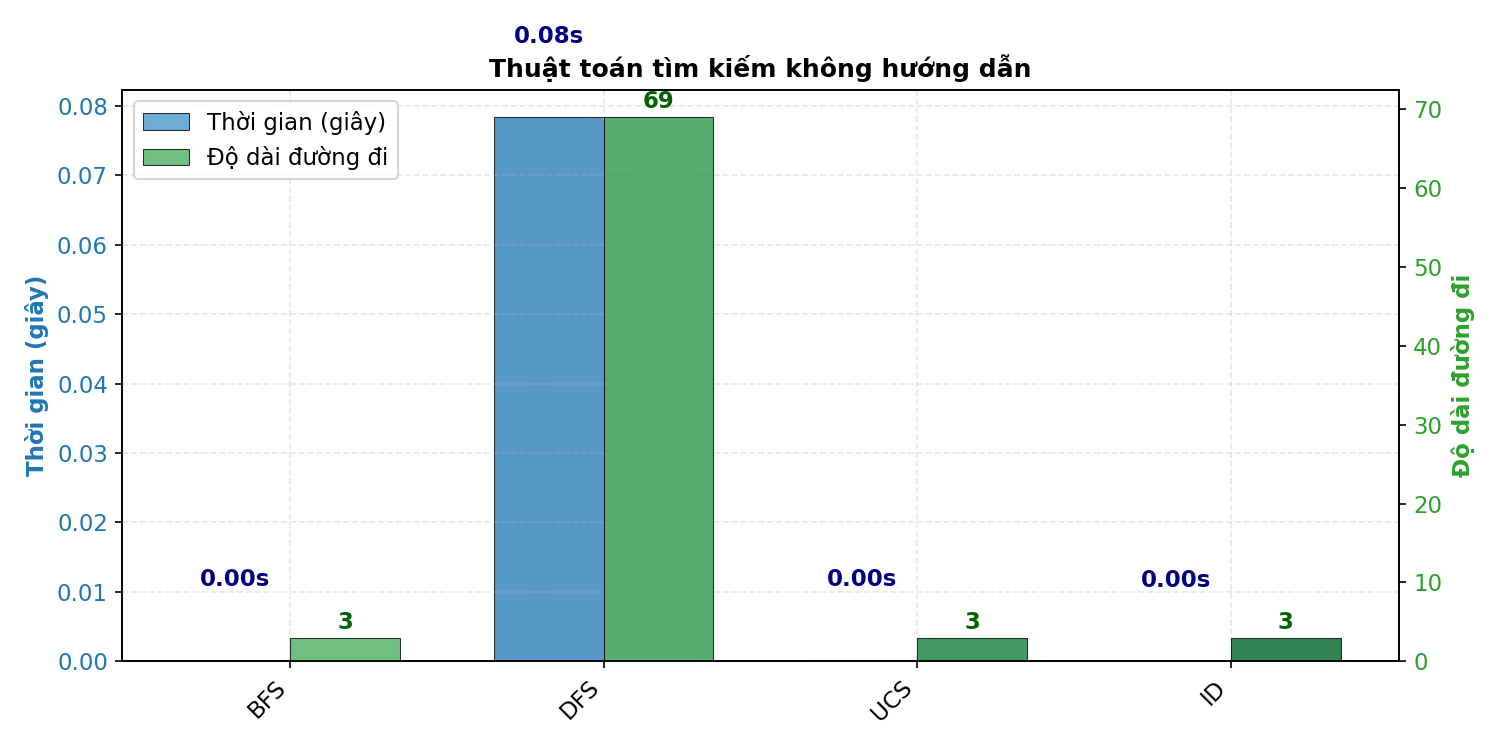 0.08s
Thuật toán tìm kiếm không hướng dẫn
Thời gian (giây)
Độ dài đường đi
69
0.08
0.07
0.06
0.05
0.04
0.03
0.02
0.01
0.00
Thời gian (giây)
70
60
50
40
30
20
10
0
Độ dài đường đi
0.00s
3
0.00s
3
0.00s
3
BFS
DFS
UCS
ID